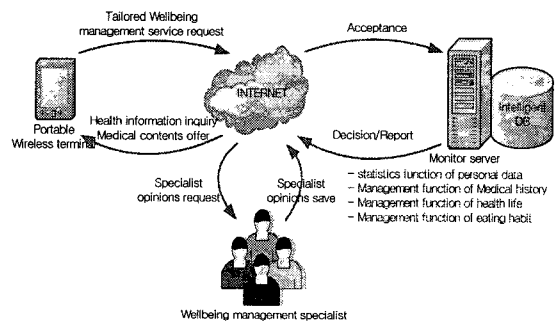 Tailored Wellbeing
management service request
Acceptance
INTERNET
Intelligent
DB
Portable
Wireless terminal
Health information inquiry
Medical contents offer
Decision/Report
Monitor server
- statistics function of personal data
- Management function of Medical history
- Management function of health life
- Management function of eating habit
Specialist
opinions request
Specialist
opinions save
Wellbeing management specialist